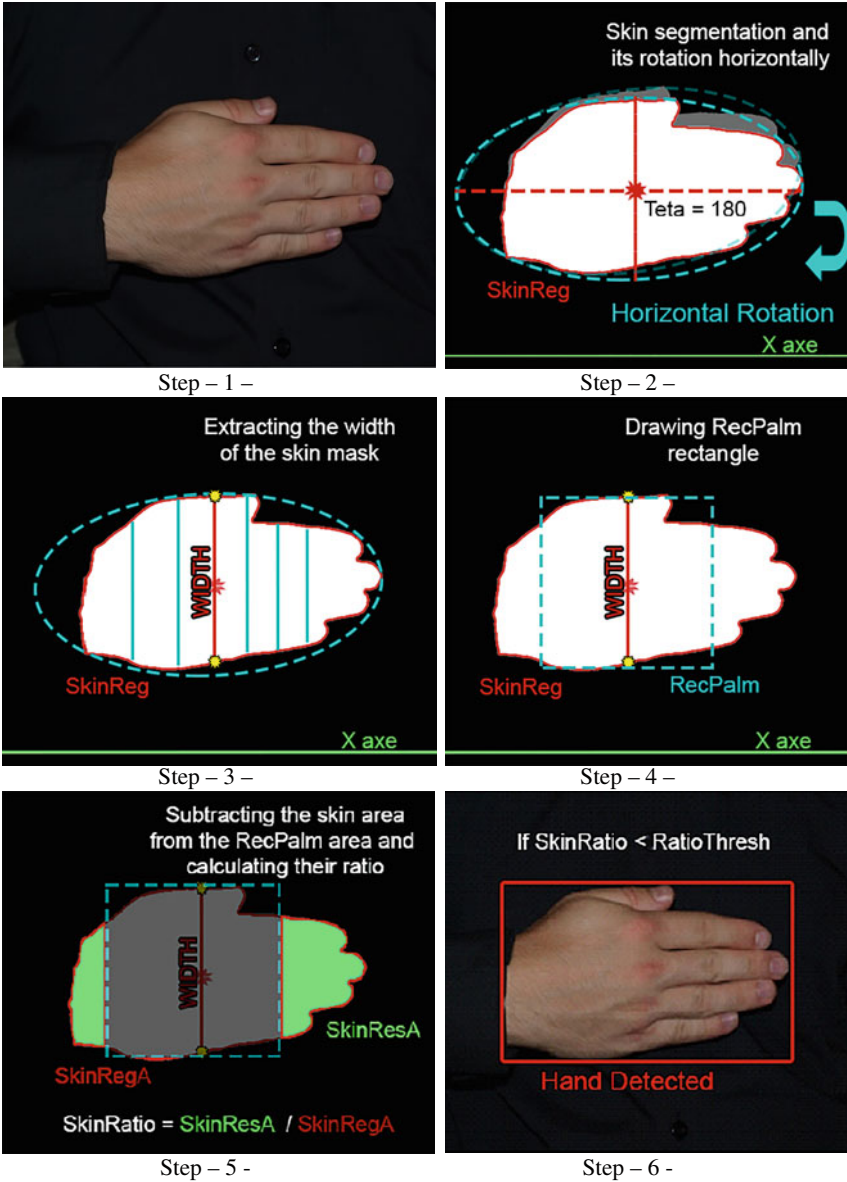 Skin segmentation and
its rotation horizontally
Teta = 180
SkinReg
Horizontal Rotation
X axe
Step – 1 –
Step – 2 –
Extracting the width
of the skin mask
WIDTH
SkinReg
X axe
Drawing RecPalm
rectangle
WIDTH
SkinReg
RecPalm
X axe
Step – 3 –
Step – 4 –
Subtracting the skin area
from the RecPalm area and
calculating their ratio
WIDTH
SkinResA
SkinRegA
SkinRatio = SkinResA / SkinRegA
If SkinRatio < RatioThresh
Hand Detected
Step – 5 -
Step – 6 -